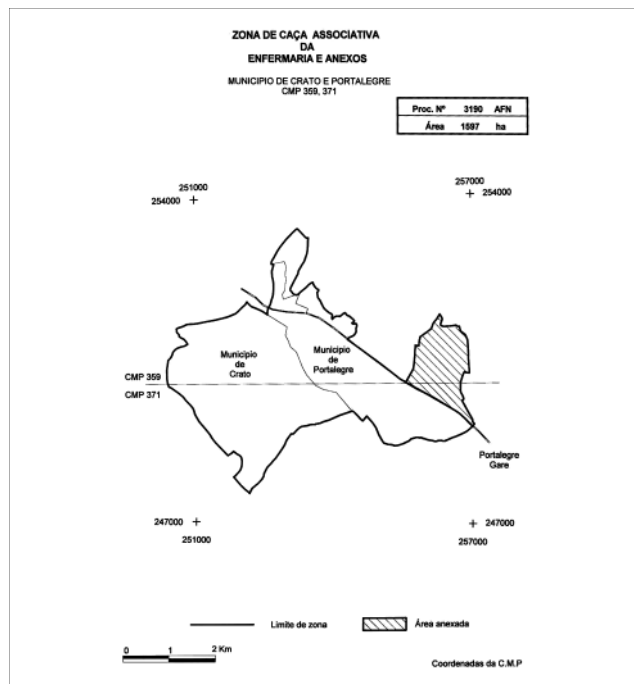 ZONA DE CAÇA ASSOCIATIVA
DA
ENFERMARIA E ANEXOS
MUNICIPIO DE CRATO E PORTALEGRE
CMP 359, 371
Proc. Nº 3190 AFN
Área 1597 ha
251000
254000
257000
254000
Municipio
de
Crato
Municipio
de
Portalegre
CMP 359
CMP 371
Portalegre
Gare
247000
251000
247000
257000
Limite de zona
Área anexada
0 1 2 Km
Coordenadas da C.M.P